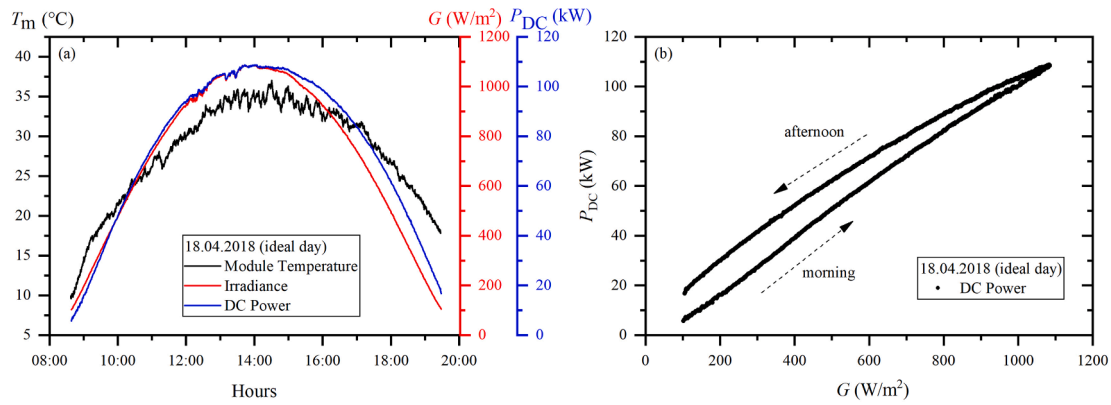 Tm (°C)
G (W/m²) PDC (kW)
(a)
40
35
30
25
20
15
10
5
1200
1000
800
600
400
200
0
120
100
80
60
40
20
0
18.04.2018 (ideal day)
Module Temperature
Irradiance
DC Power
08:00 10:00 12:00 14:00 16:00 18:00 20:00
Hours
(b)
PDC (kW)
120
100
80
60
40
20
0
afternoon
morning
18.04.2018 (ideal day)
DC Power
0 200 400 600 800 1000 1200
G (W/m²)